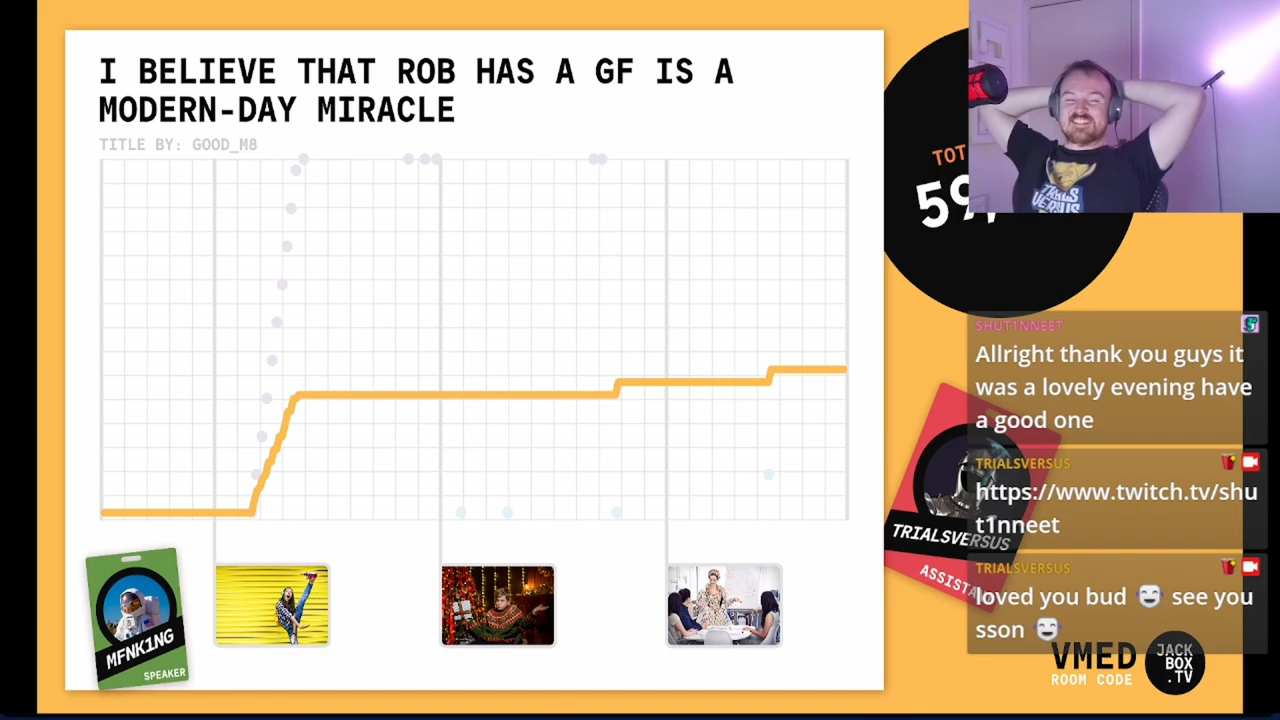 I BELIEVE THAT ROB HAS A GF IS A
MODERN-DAY MIRACLE
TITLE BY: GOOD_M8
TOT
59,
TRIALS
VERSUS
SHUT1NNEET
Allright thank you guys it
was a lovely evening have
a good one
TRIALSVERSUS
https://www.twitch.tv/shu
t1nneet
TRIALSVERSUS
loved you bud see you
sson
TRIALSVERSUS
ASSISTA
MFNK1NG
SPEAKER
VMED
ROOM CODE
JACK
BOX
.TV